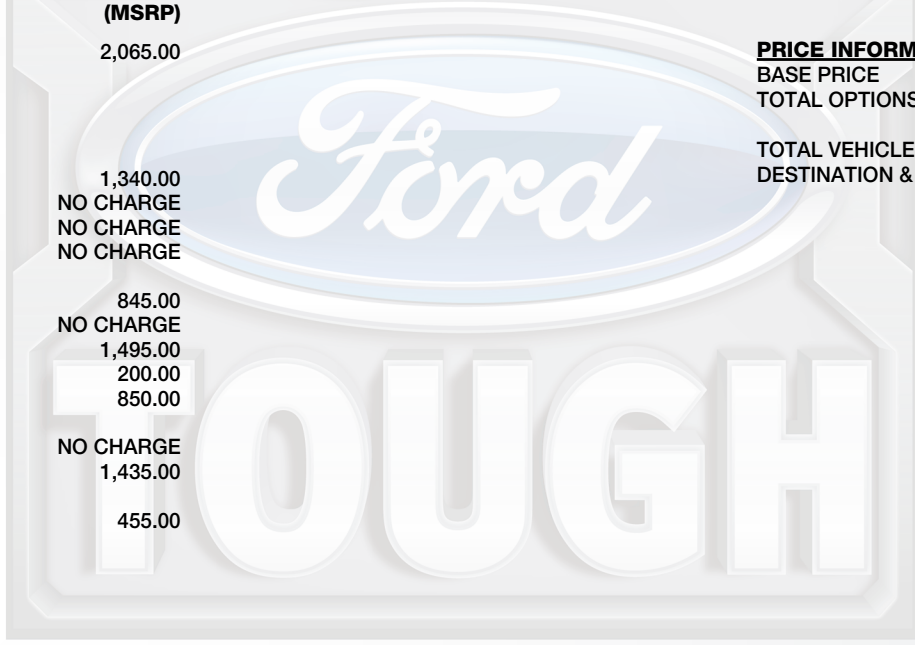 (MSRP)
2,065.00
1,340.00
NO CHARGE
NO CHARGE
NO CHARGE
845.00
NO CHARGE
1,495.00
200.00
850.00
NO CHARGE
1,435.00
455.00
PRICE INFORM
BASE PRICE
TOTAL OPTIONS
TOTAL VEHICLE
DESTINATION &
Ford
TOUGH